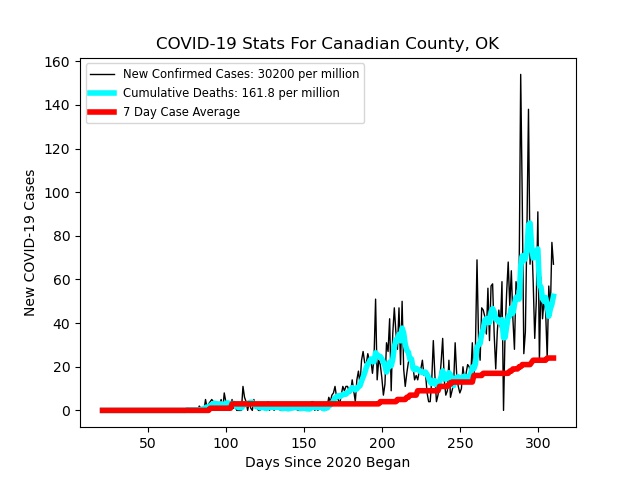 COVID-19 Stats For Canadian County, OK
New Confirmed Cases: 30200 per million
Cumulative Deaths: 161.8 per million
7 Day Case Average
160
140
120
100
80
60
40
20
0
New COVID-19 Cases
50 100 150 200 250 300
Days Since 2020 Began